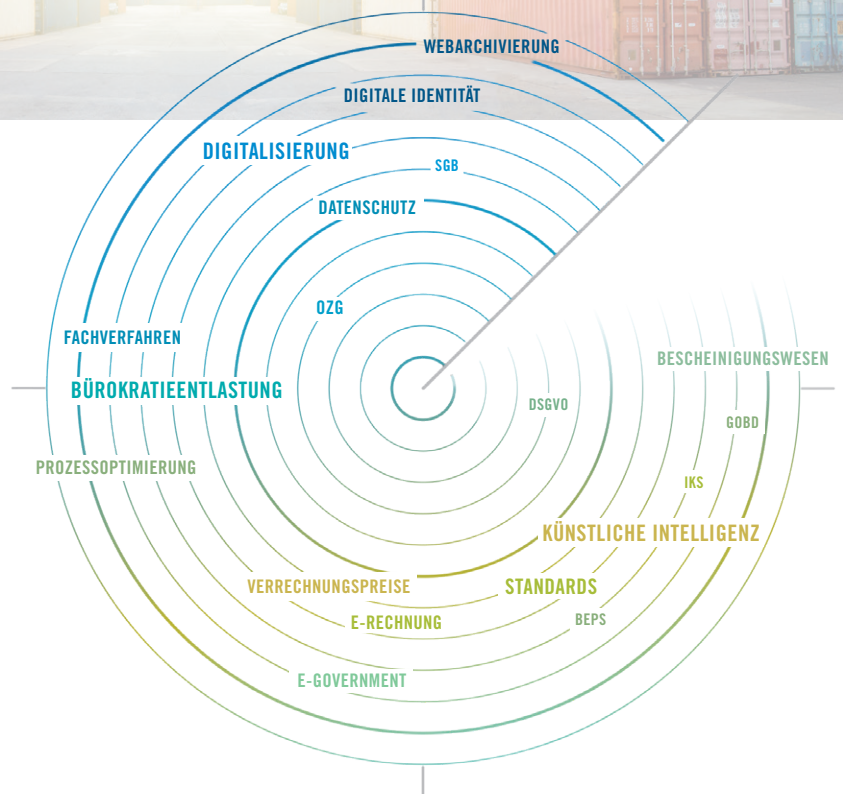 WEBARCHIVIERUNG
DIGITALE IDENTITÄT
DIGITALISIERUNG
SGB
DATENSCHUTZ
OZG
FACHVERFAHREN
BESCHEINIGUNGSWESEN
BÜROKRATIEENTLASTUNG
DSGVO
GOBD
PROZESSOPTIMIERUNG
IKS
KÜNSTLICHE INTELLIGENZ
VERRECHNUNGSPREISE
STANDARDS
E-RECHNUNG
BEPS
E-GOVERNMENT